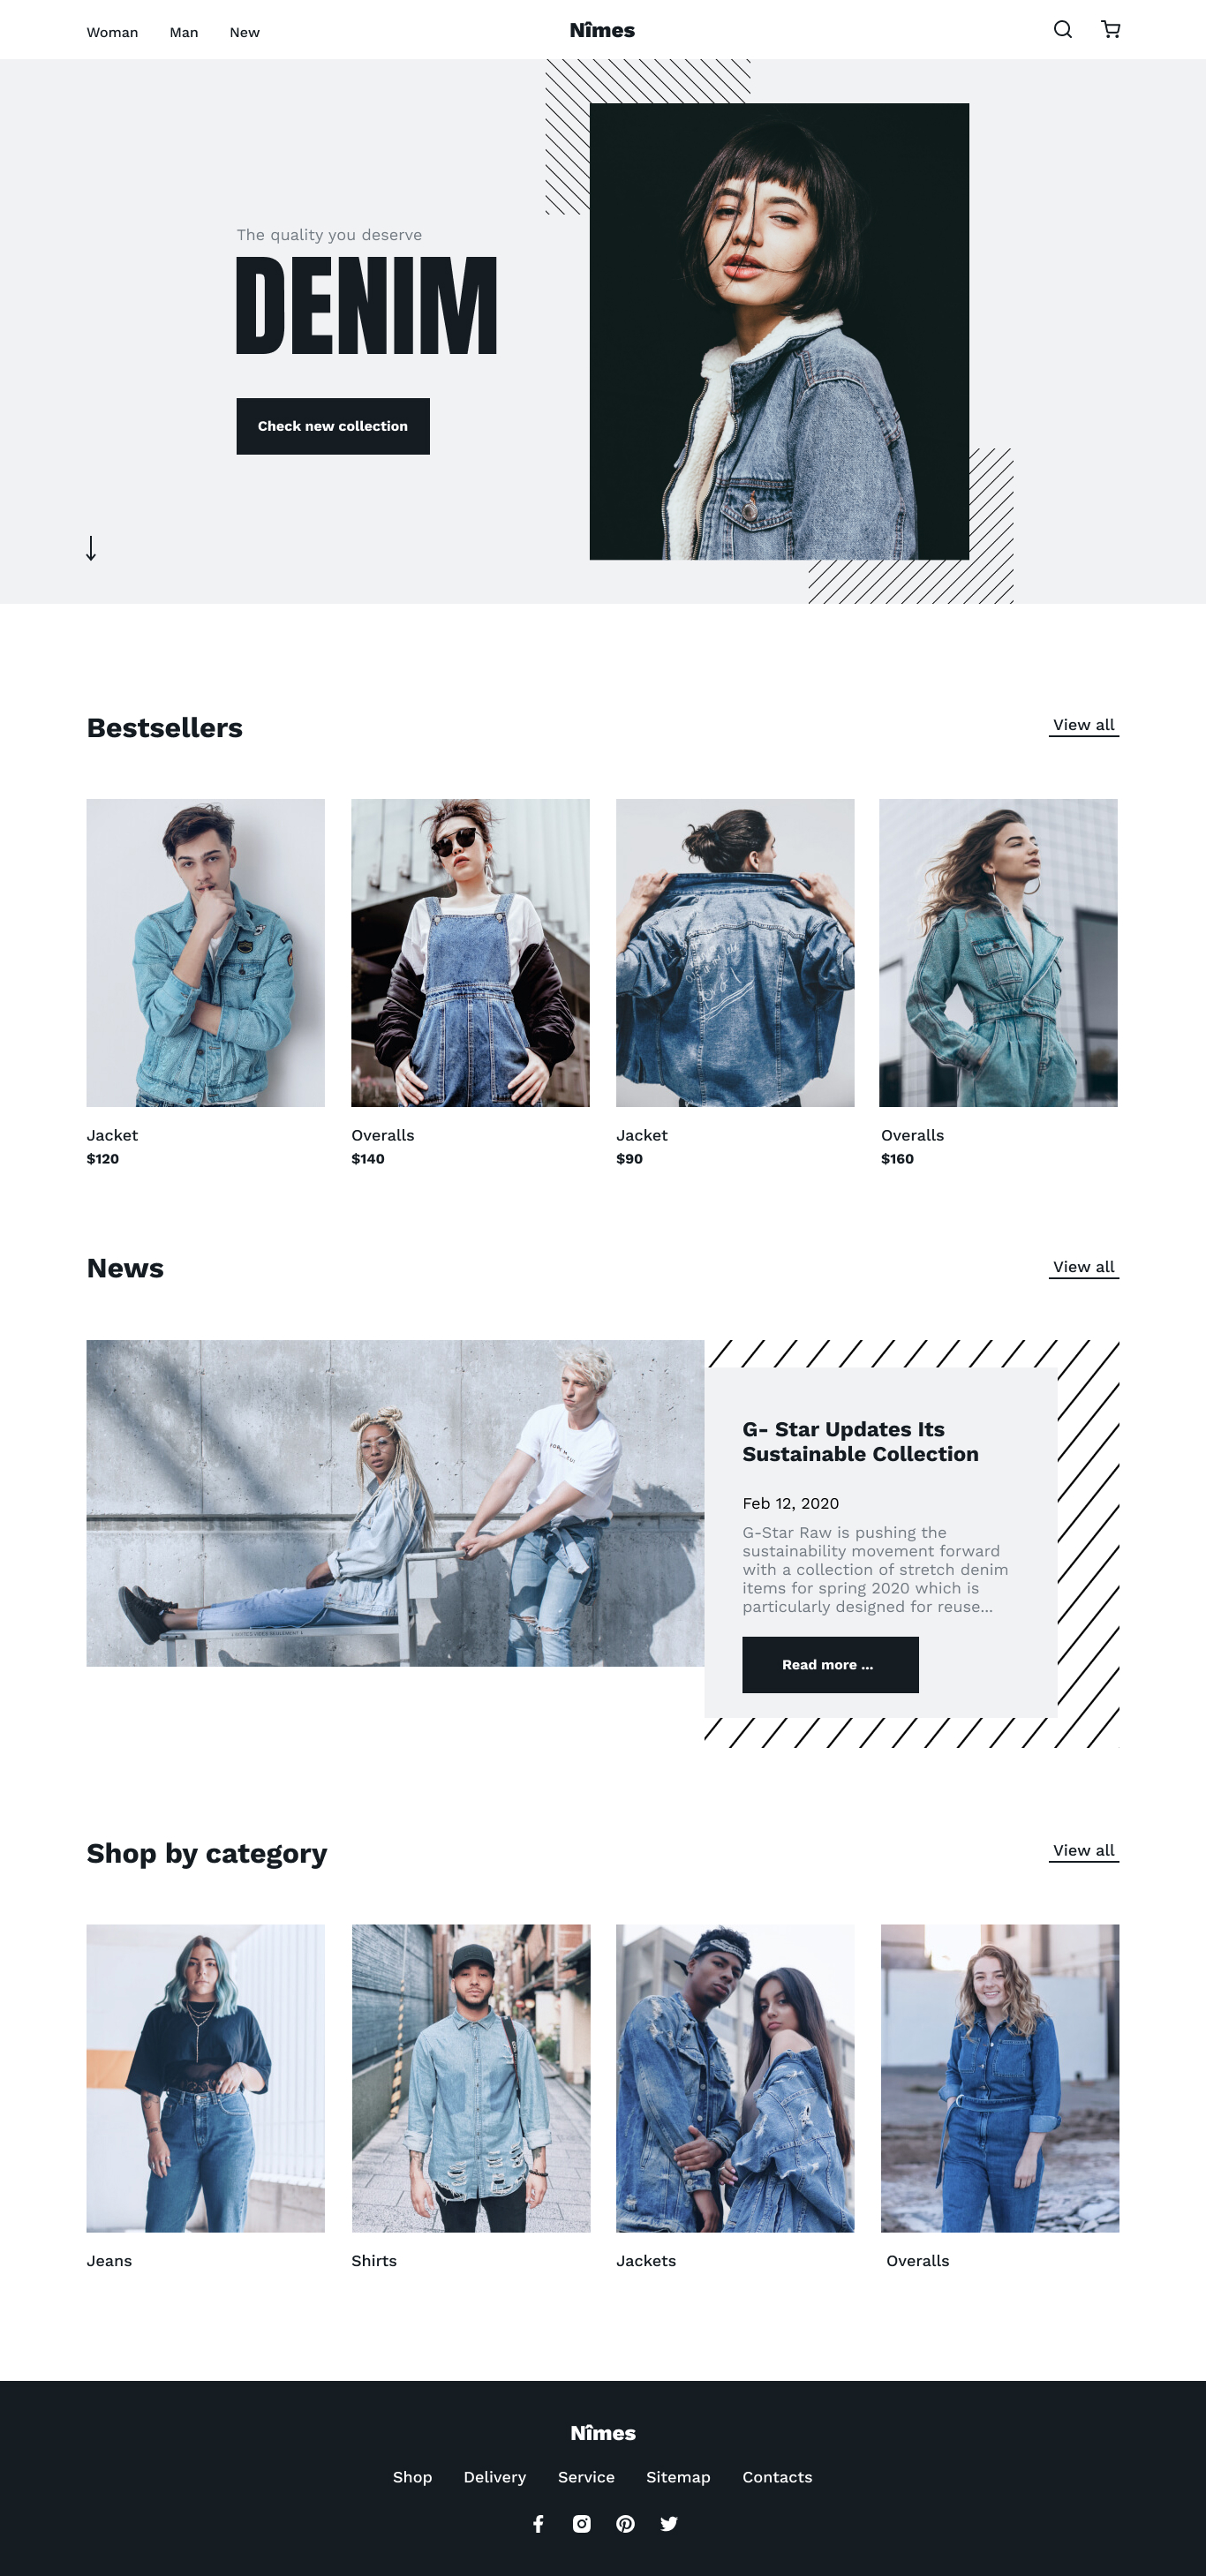 Woman Man New Nîmes
The quality you deserve
DENIM
Check new collection
Bestsellers View all
Jacket Overalls Jacket Overalls
$120 $140 $90 $160
News View all
G- Star Updates Its
Sustainable Collection
Feb 12, 2020
G-Star Raw is pushing the
sustainability movement forward
with a collection of stretch denim
items for spring 2020 which is
particularly designed for reuse...
Read more ...
Shop by category View all
Jeans Shirts Jackets Overalls
Nîmes
Shop Delivery Service Sitemap Contacts